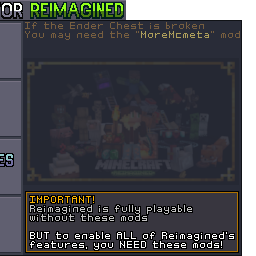 OR REIMAGINED
If the Ender Chest is broken
You may need the "MoreMcmeta" mod
MINECRAFT
ES
IMPORTANT!
Reimagined is fully playable
without these mods
BUT to enable ALL of Reimagined's
features, you NEED these mods!